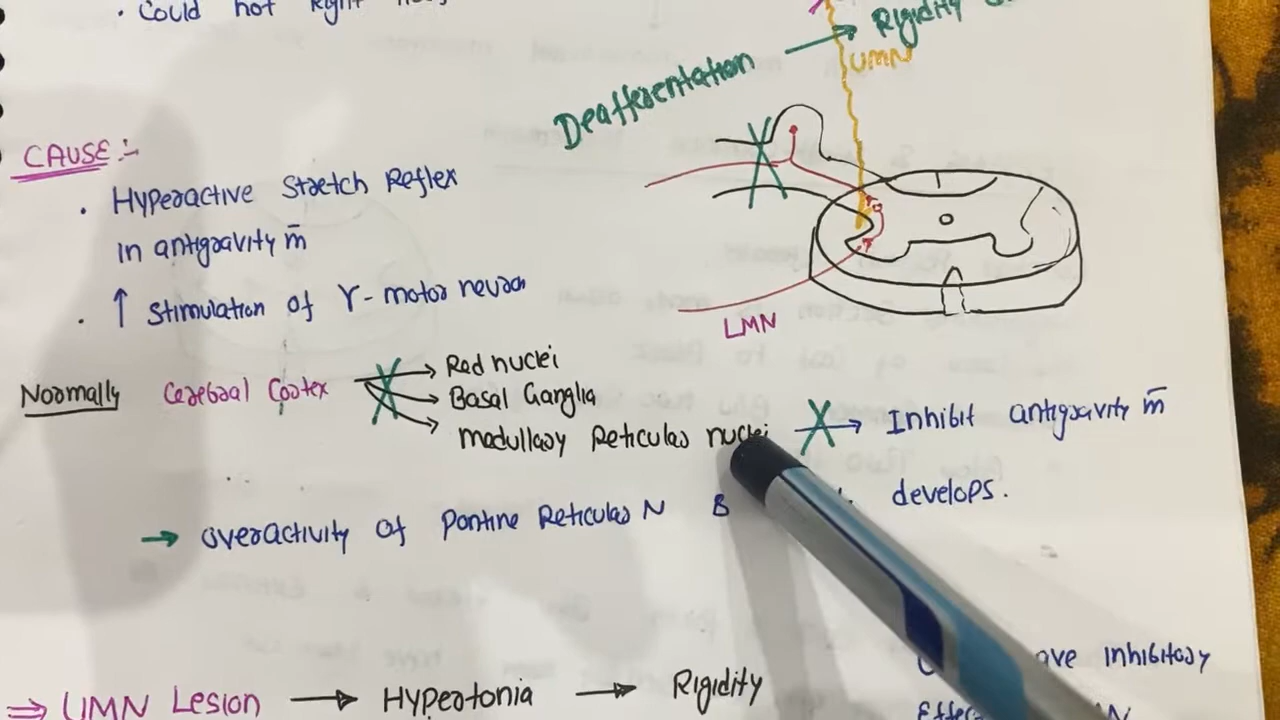 · Could not Right
Rigidity
UMN
Deafferentation
CAUSE :-
· Hyperactive Stretch Reflex
in antigravity m̄
· ↑ Stimulation of γ- motor neuron
LMN
Normally Cerebral Cortex → Red nuclei
→ Basal Ganglia
→ medullary Reticular nuclei → Inhibit antigravity m̄
→ overactivity of Pontine Reticular N develops.
ave inhibitory
⇒ UMN Lesion → Hypertonia → Rigidity